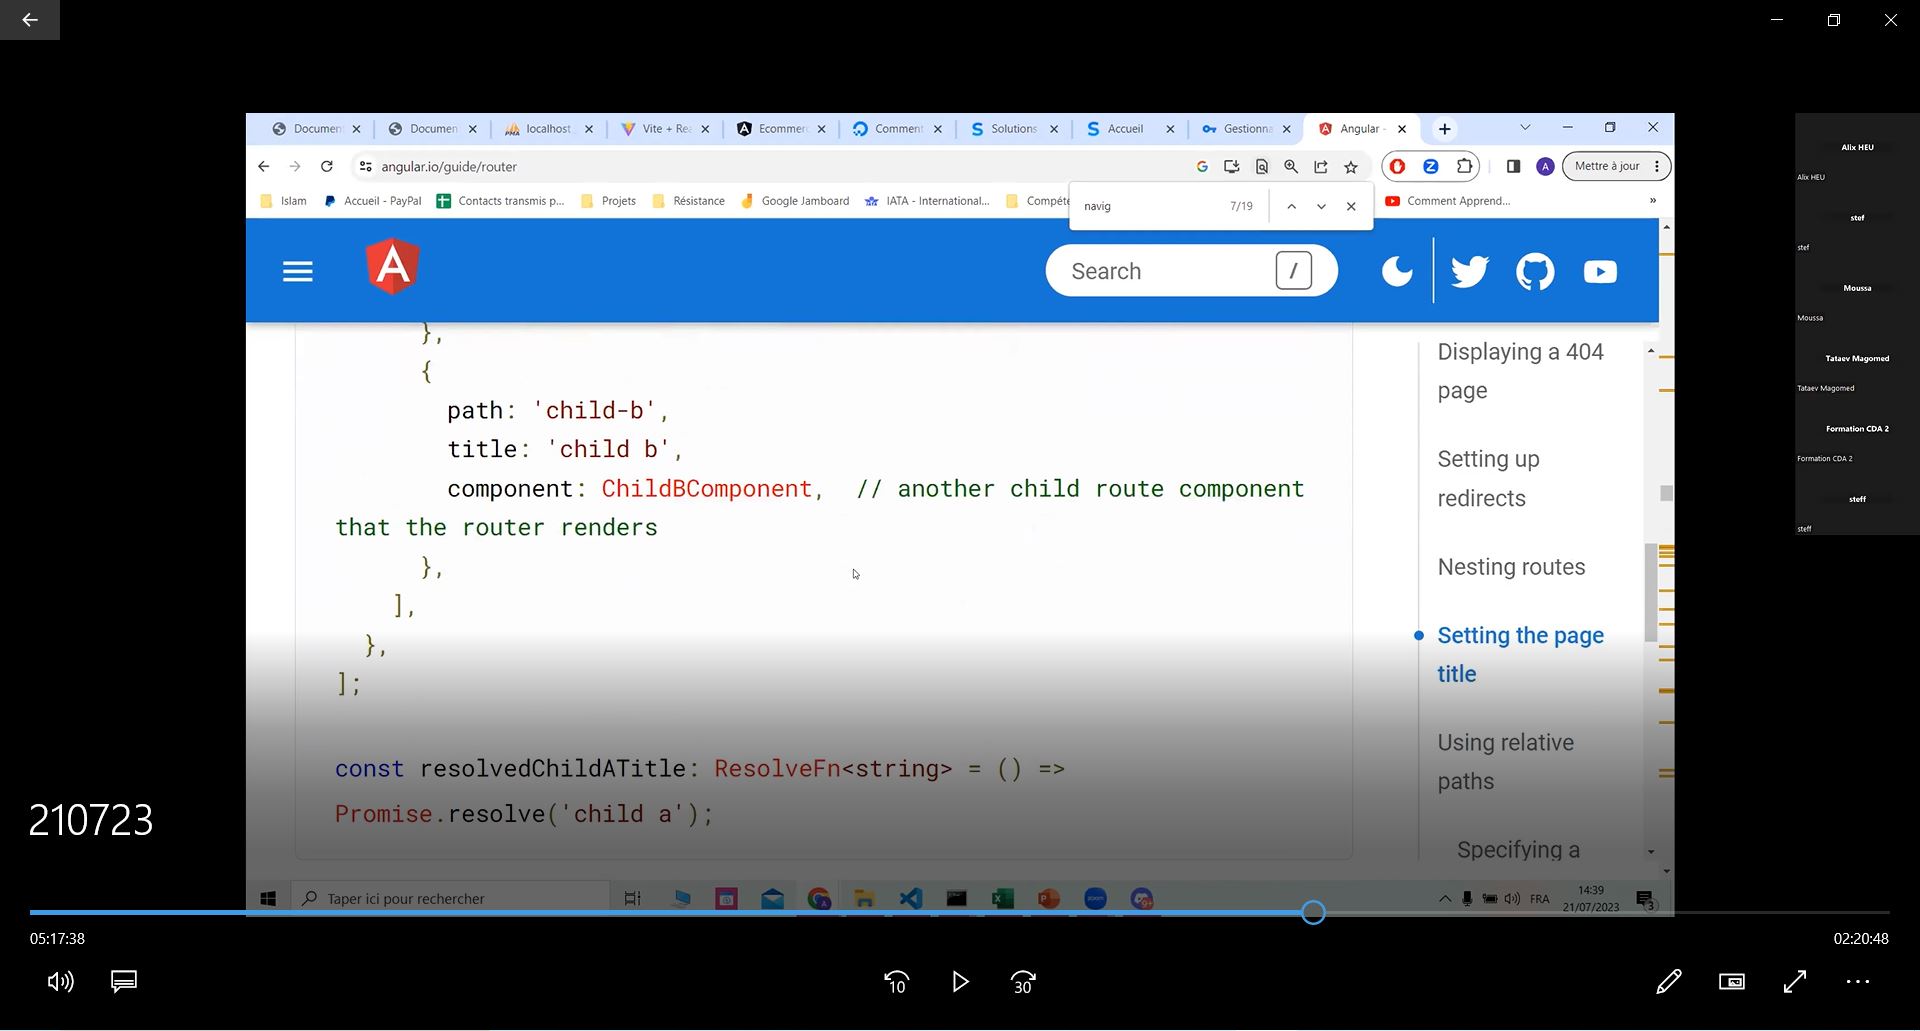 Documen
Documen
localhost
Vite + Rea
Ecommerc
Comment
Solutions
Accueil
Gestionna
Angular -
angular.io/guide/router
Mettre à jour
Islam
Accueil - PayPal
Contacts transmis p...
Projets
Résistance
Google Jamboard
IATA - International...
Compéte
Comment Apprend...
»
navig
7/19
Search
/
},
{
path: 'child-b',
title: 'child b',
component: ChildBComponent,  // another child route component
that the router renders
},
],
},
];
const resolvedChildATitle: ResolveFn<string> = () =>
Promise.resolve('child a');
Displaying a 404
page
Setting up
redirects
Nesting routes
Setting the page
title
Using relative
paths
Specifying a
Alix HEU
Alix HEU
stef
stef
Moussa
Moussa
Tataev Magomed
Tataev Magomed
Formation CDA 2
Formation CDA 2
steff
steff
210723
Taper ici pour rechercher
FRA
14:39
21/07/2023
3
05:17:38
02:20:48
10
30